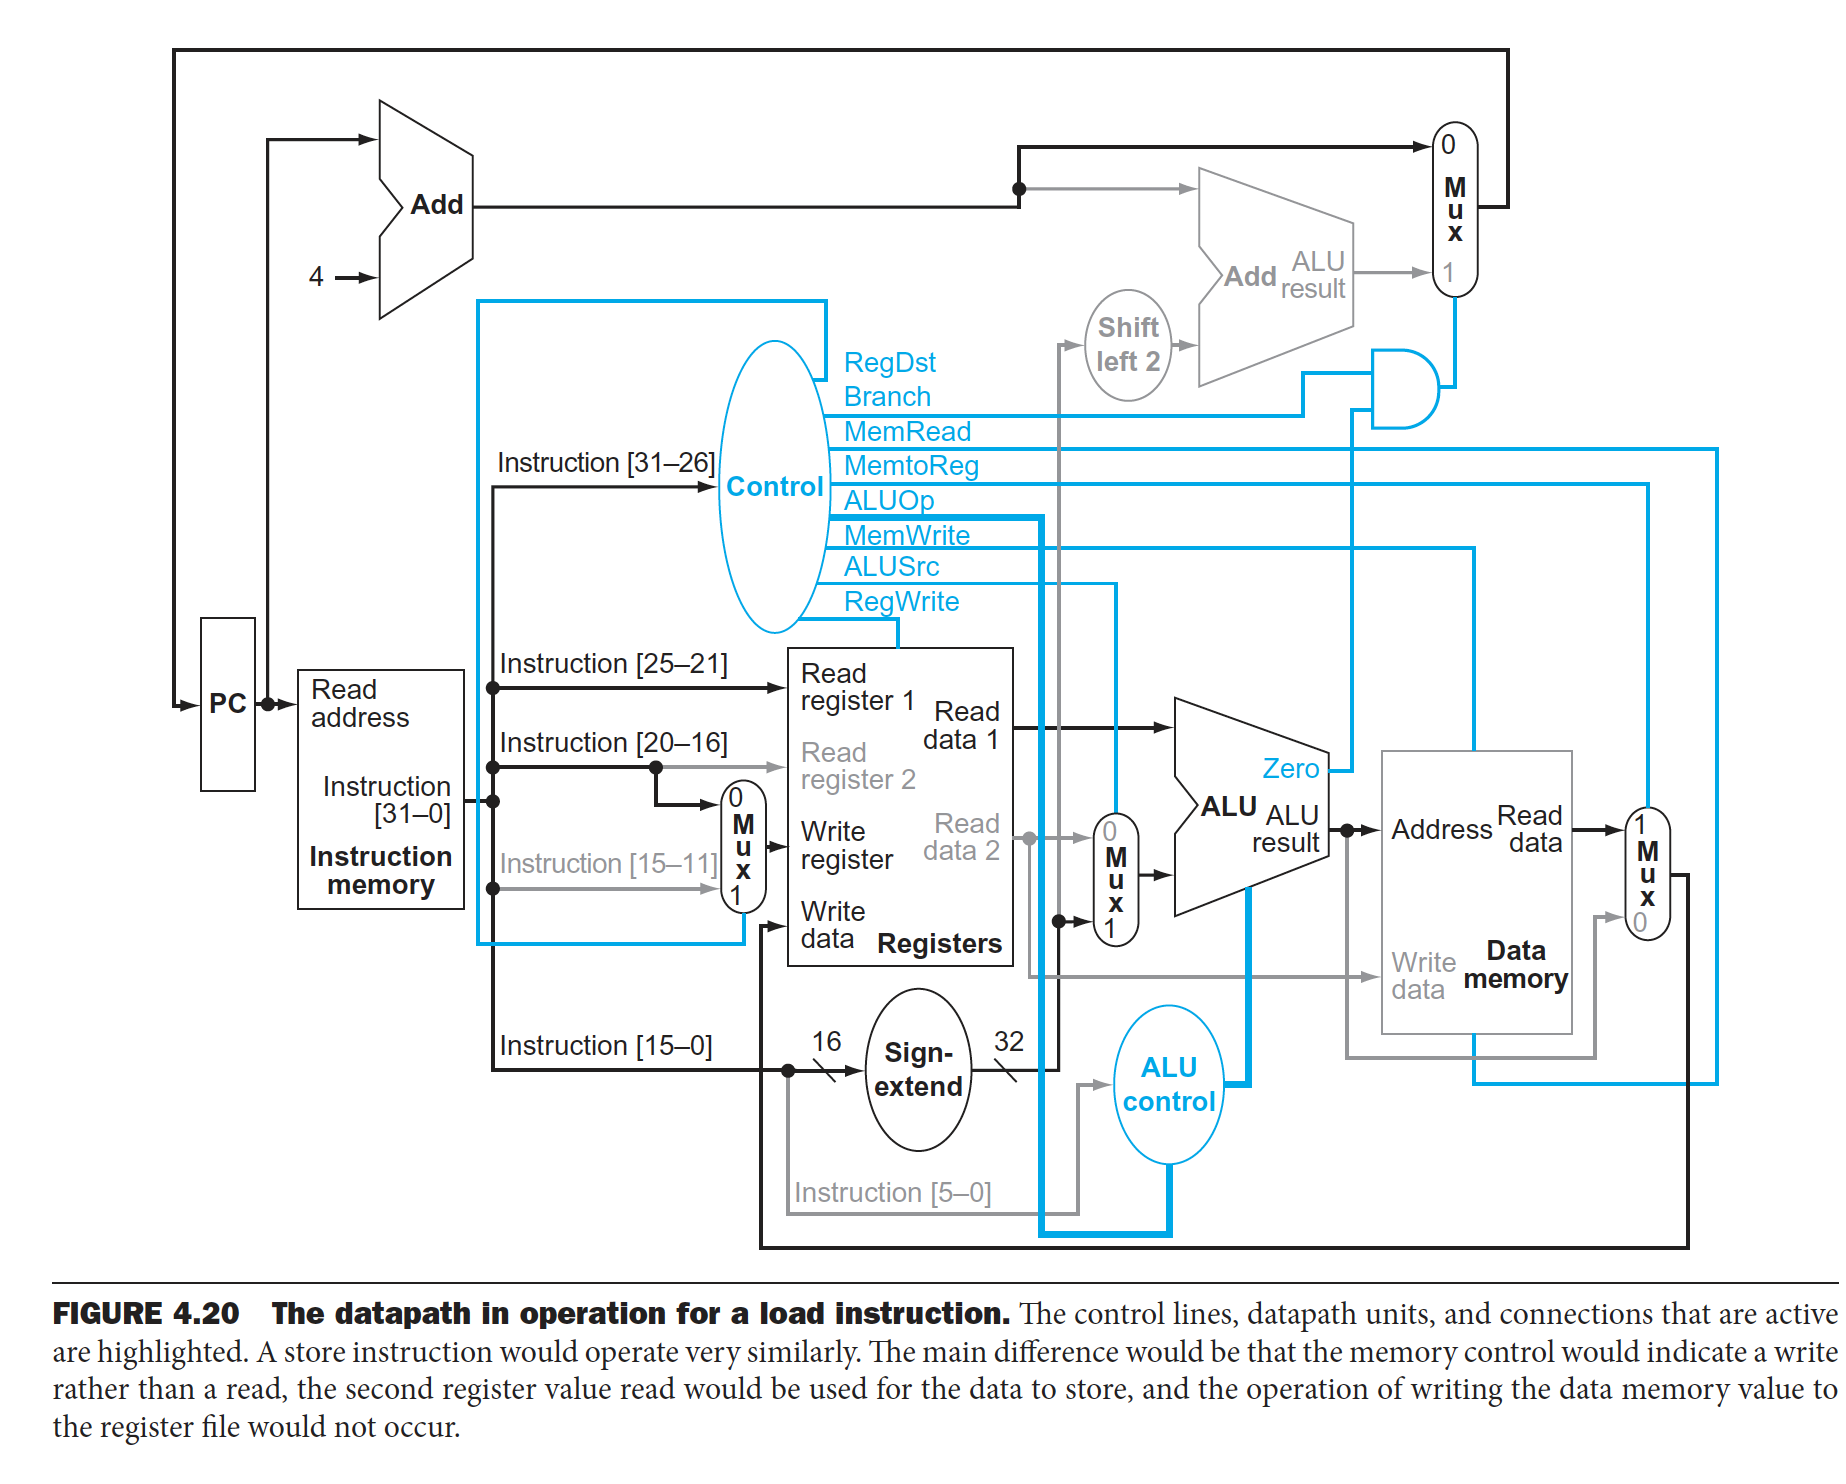 Add
4
0
M
u
x
1
Add
ALU
result
Shift
left 2
RegDst
Branch
MemRead
MemtoReg
ALUOp
MemWrite
ALUSrc
RegWrite
Control
Instruction [31–26]
PC
Read
address
Instruction
[31–0]
Instruction
memory
Instruction [25–21]
Instruction [20–16]
Instruction [15–11]
0
M
u
x
1
Read
register 1
Read
register 2
Write
register
Write
data
Read
data 1
Read
data 2
Registers
0
M
u
x
1
Zero
ALU
ALU
result
Address
Read
data
Write
data
Data
memory
1
M
u
x
0
Instruction [15–0]
16
Sign-
extend
32
ALU
control
Instruction [5–0]
FIGURE 4.20 The datapath in operation for a load instruction. The control lines, datapath units, and connections that are active
are highlighted. A store instruction would operate very similarly. The main difference would be that the memory control would indicate a write
rather than a read, the second register value read would be used for the data to store, and the operation of writing the data memory value to
the register file would not occur.